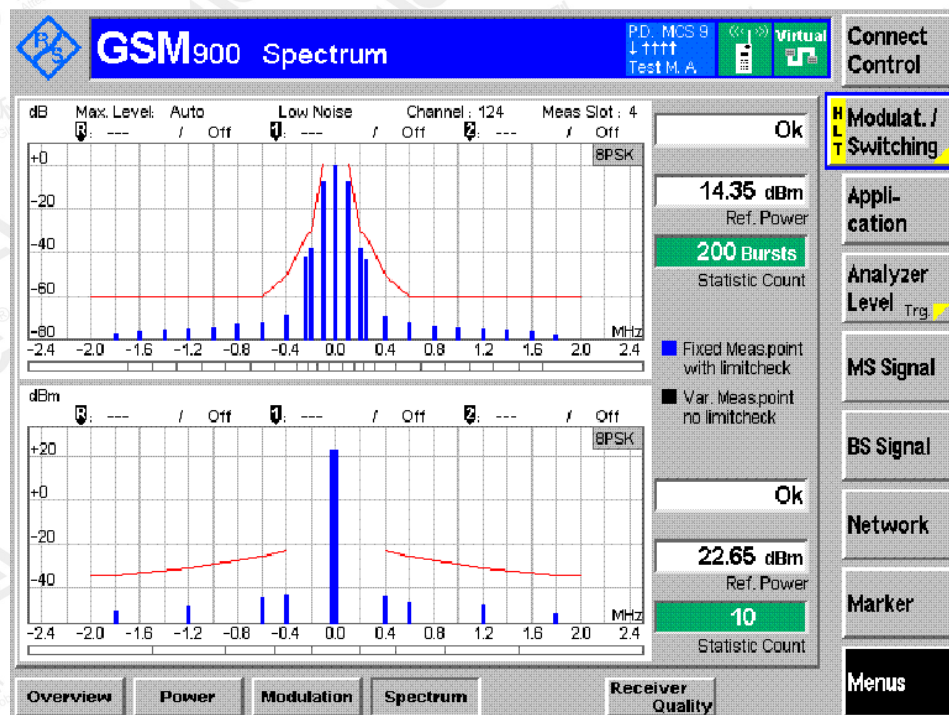 R/S
GSM900 Spectrum
P.D. MCS 9
↓↑↑↑↑
Test M. A.
Virtual
Connect
Control
dB Max. Level: Auto Low Noise Channel : 124 Meas Slot : 4
R: --- / Off 1: --- / Off 2: --- / Off
8PSK
+0
-20
-40
-60
-80
MHz
-2.4 -2.0 -1.6 -1.2 -0.8 -0.4 0.0 0.4 0.8 1.2 1.6 2.0 2.4
Ok
14.35 dBm
Ref. Power
200 Bursts
Statistic Count
Fixed Meas.point
with limitcheck
Var. Meas.point
no limitcheck
dBm
R: --- / Off 1: --- / Off 2: --- / Off
8PSK
+20
+0
-20
-40
MHz
-2.4 -2.0 -1.6 -1.2 -0.8 -0.4 0.0 0.4 0.8 1.2 1.6 2.0 2.4
Ok
22.65 dBm
Ref. Power
10
Statistic Count
HLT
Modulat. /
Switching
Appli-
cation
Analyzer
Level Trg.
MS Signal
BS Signal
Network
Marker
Menus
Overview Power Modulation Spectrum Receiver
Quality